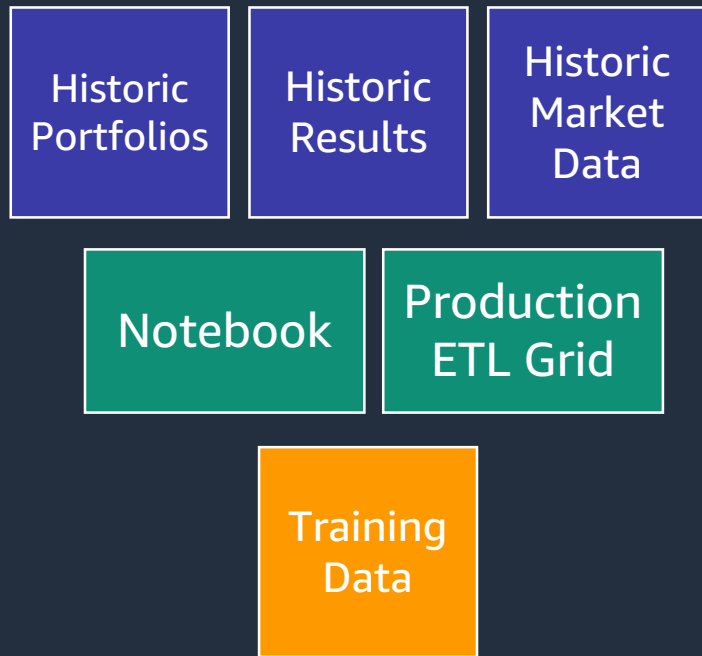 Historic
Portfolios
Historic
Results
Historic
Market
Data
Notebook
Production
ETL Grid
Training
Data